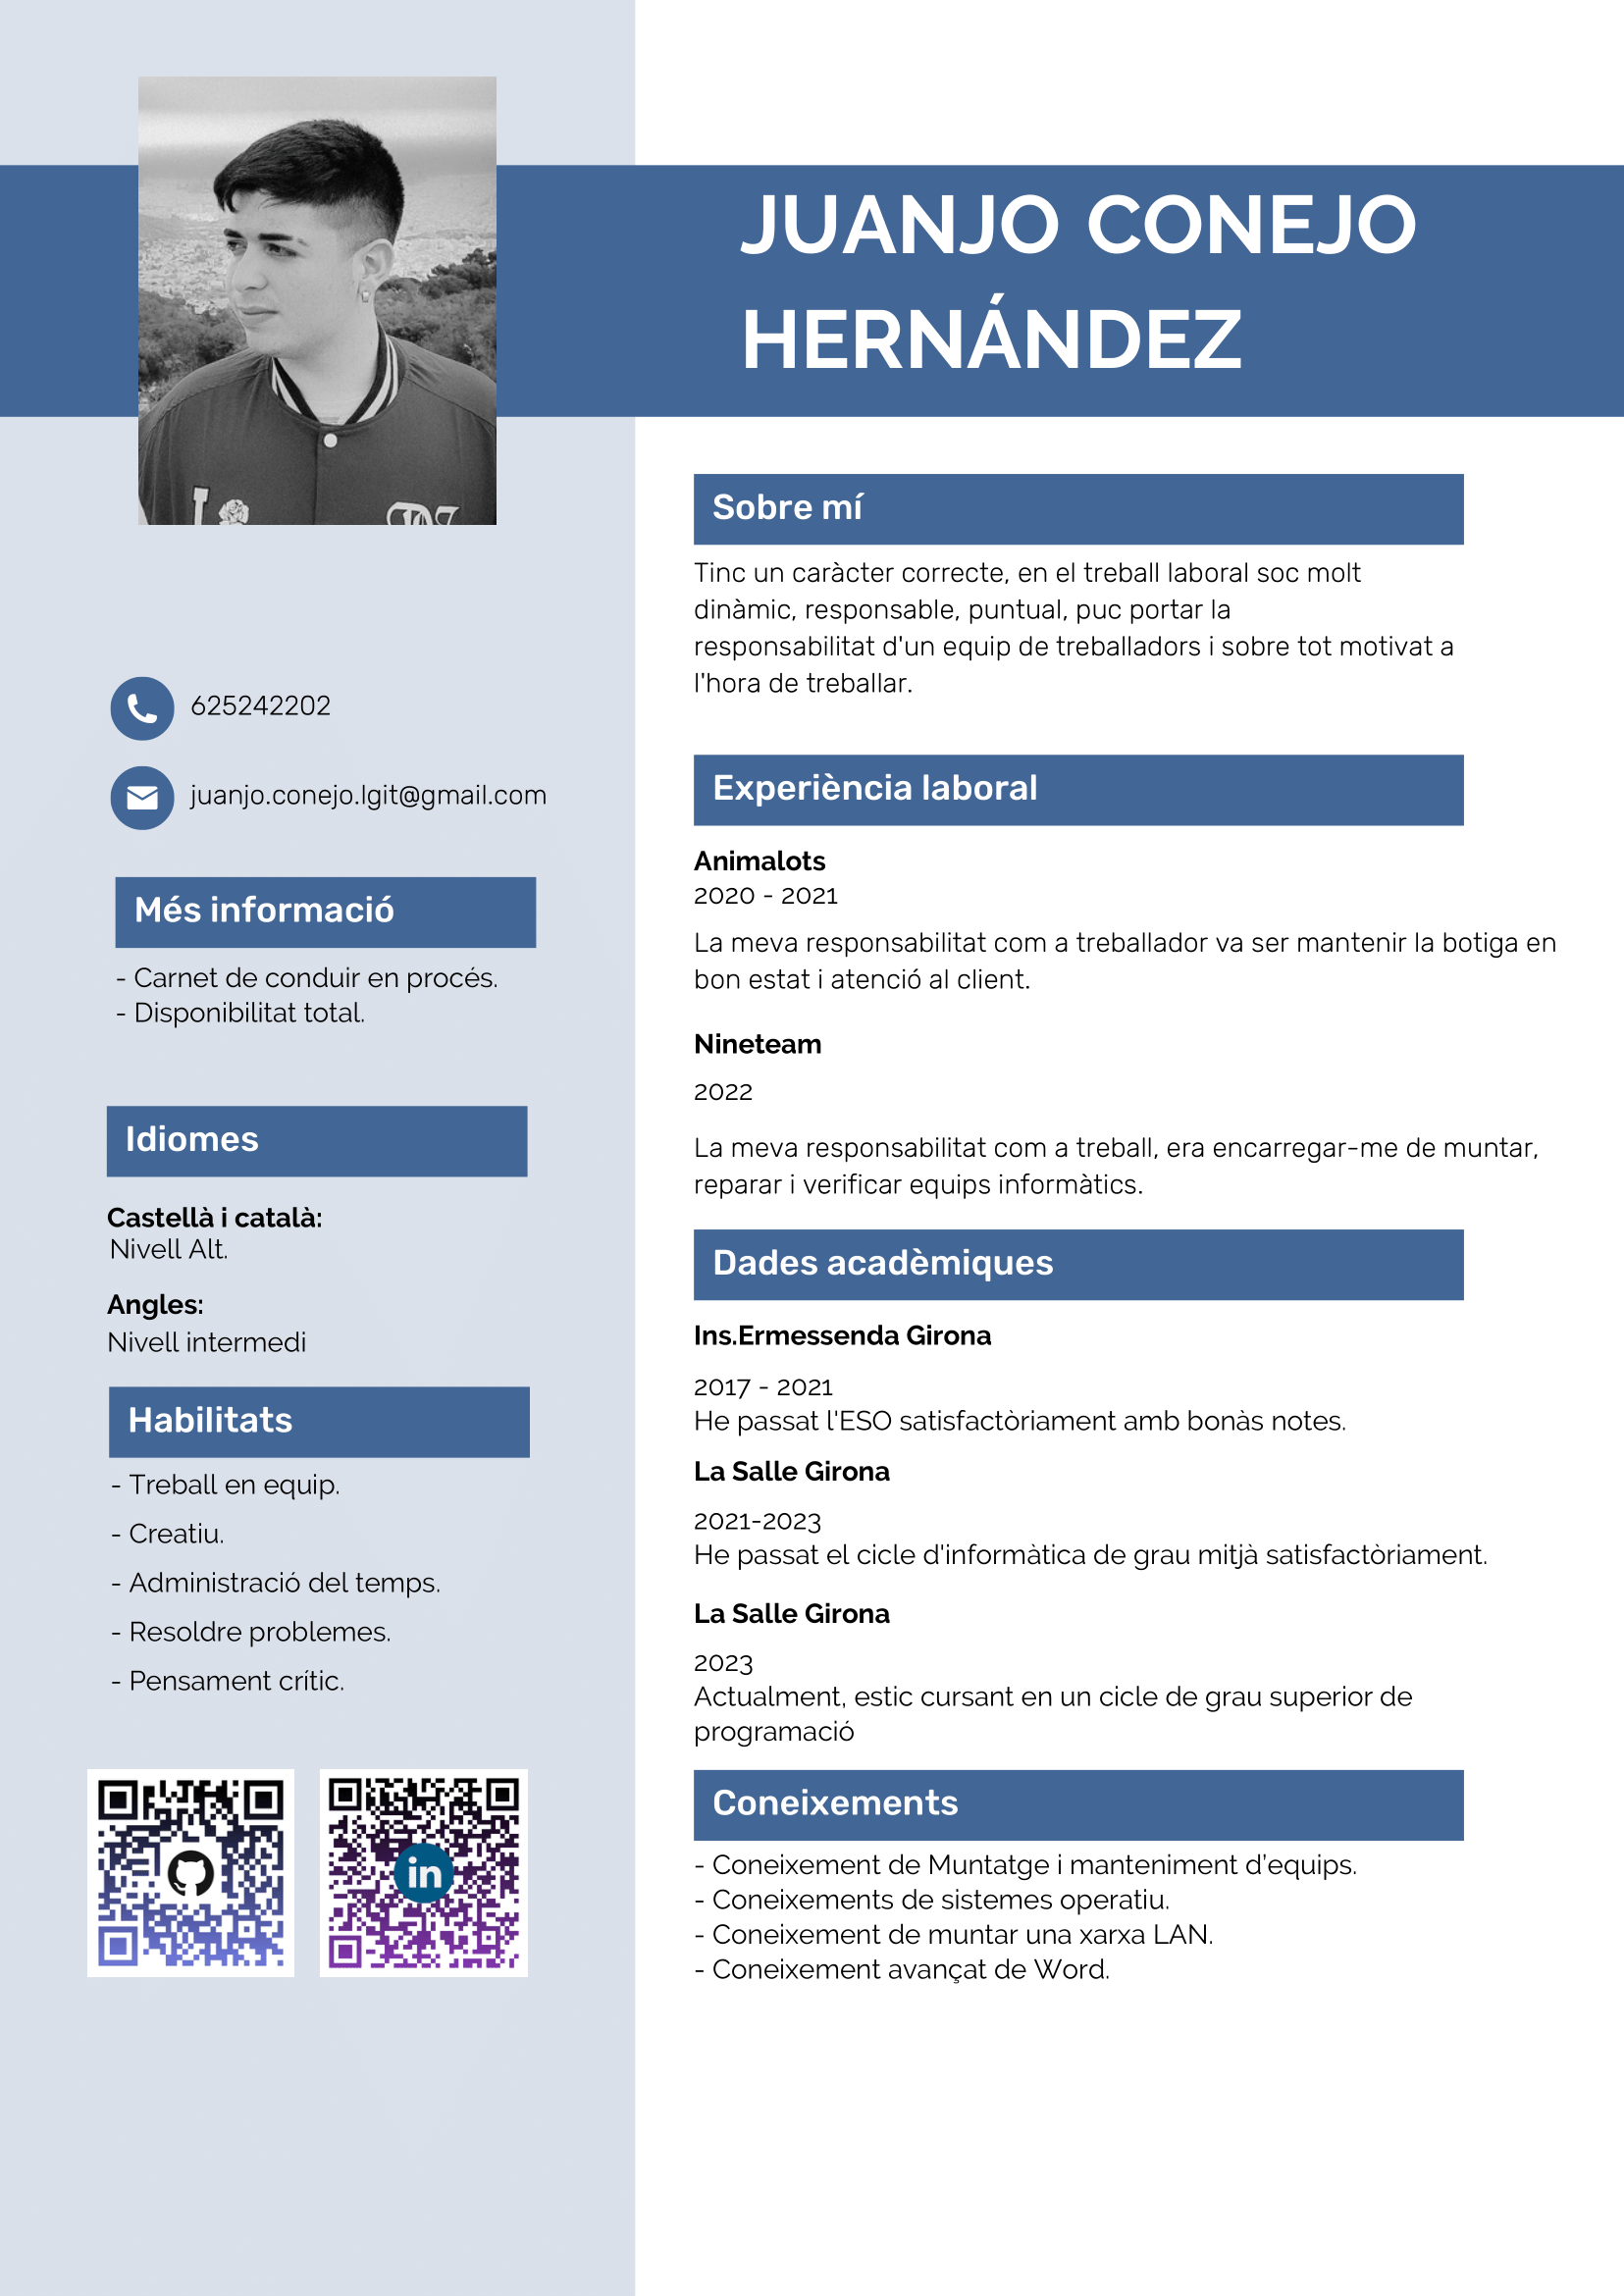 JUANJO CONEJO
HERNÁNDEZ
625242202
juanjo.conejo.lgit@gmail.com
Més informació
- Carnet de conduir en procés.
- Disponibilitat total.
Idiomes
Castellà i català:
Nivell Alt.
Angles:
Nivell intermedi
Habilitats
- Treball en equip.
- Creatiu.
- Administració del temps.
- Resoldre problemes.
- Pensament crític.
in
Sobre mí
Tinc un caràcter correcte, en el treball laboral soc molt
dinàmic, responsable, puntual, puc portar la
responsabilitat d'un equip de treballadors i sobre tot motivat a
l'hora de treballar.
Experiència laboral
Animalots
2020 - 2021
La meva responsabilitat com a treballador va ser mantenir la botiga en
bon estat i atenció al client.
Nineteam
2022
La meva responsabilitat com a treball, era encarregar-me de muntar,
reparar i verificar equips informàtics.
Dades acadèmiques
Ins.Ermessenda Girona
2017 - 2021
He passat l'ESO satisfactòriament amb bonàs notes.
La Salle Girona
2021-2023
He passat el cicle d'informàtica de grau mitjà satisfactòriament.
La Salle Girona
2023
Actualment, estic cursant en un cicle de grau superior de
programació
Coneixements
- Coneixement de Muntatge i manteniment d'equips.
- Coneixements de sistemes operatiu.
- Coneixement de muntar una xarxa LAN.
- Coneixement avançat de Word.